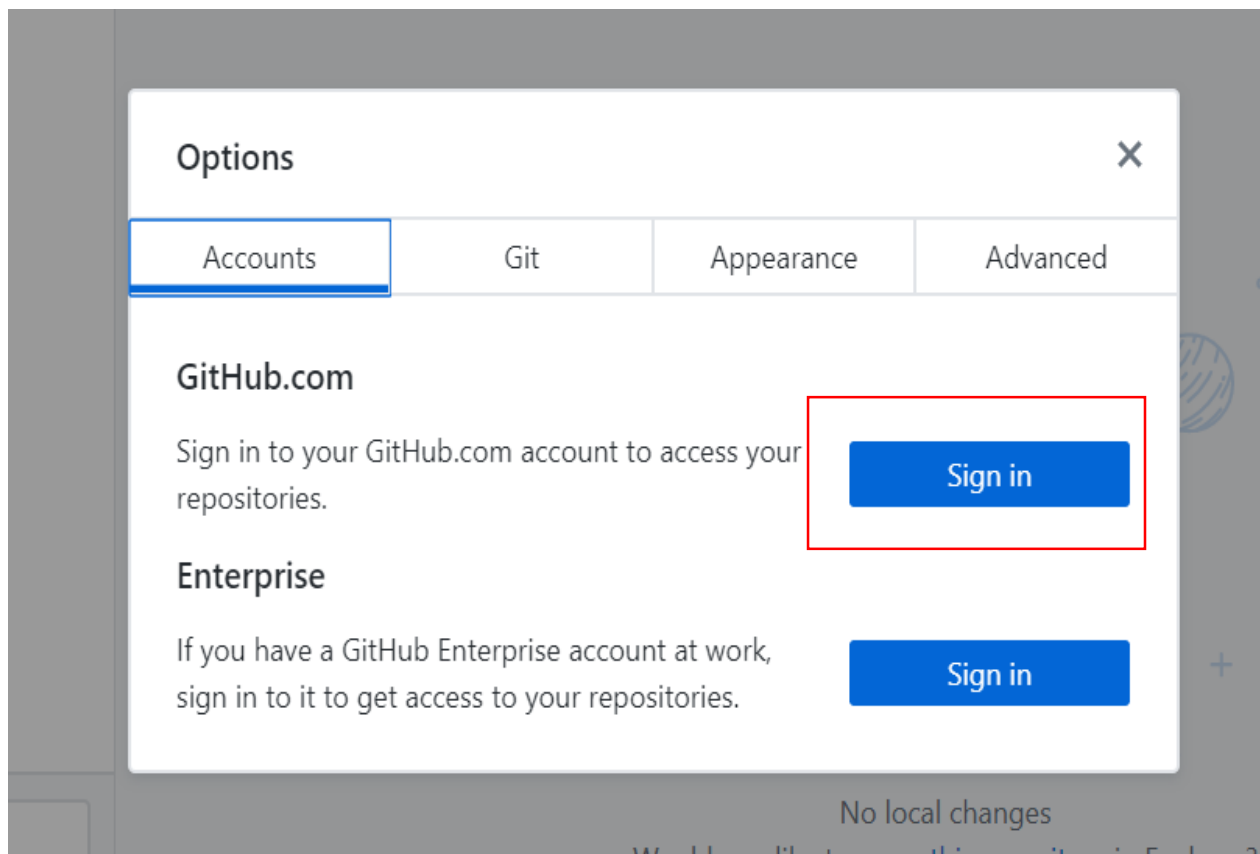 Options
Accounts
Git
Appearance
Advanced
GitHub.com
Sign in to your GitHub.com account to access your
repositories.
Sign in
Enterprise
If you have a GitHub Enterprise account at work,
sign in to it to get access to your repositories.
Sign in
No local changes